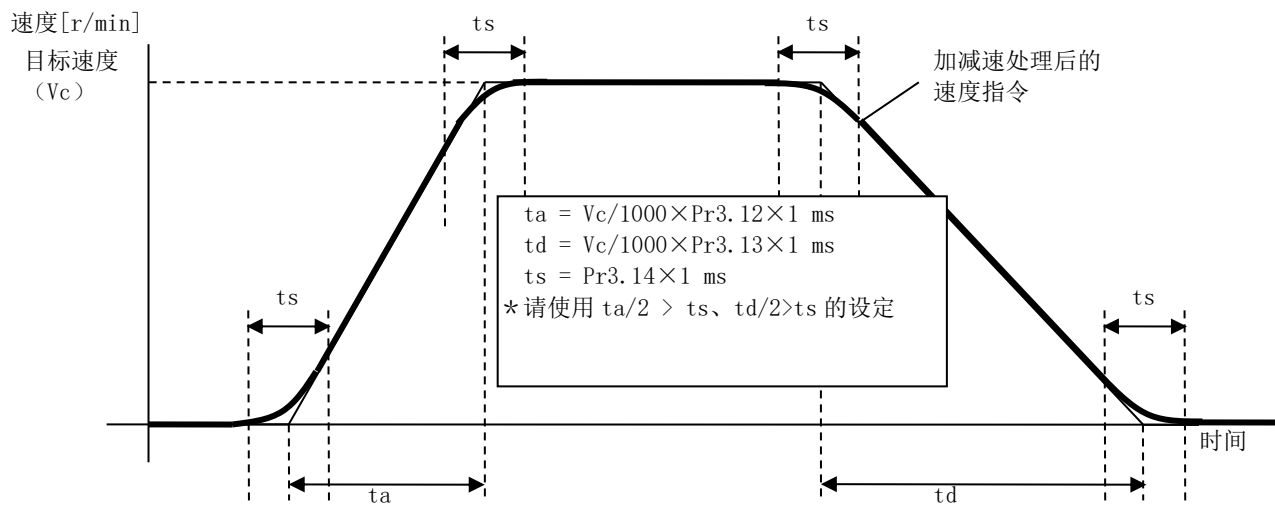 速度[r/min]
目标速度
（Vc）
ts
ts
加减速处理后的
速度指令
ta = Vc/1000×Pr3.12×1 ms
td = Vc/1000×Pr3.13×1 ms
ts = Pr3.14×1 ms
＊请使用 ta/2 > ts、td/2>ts 的设定
ts
ts
时间
ta
td